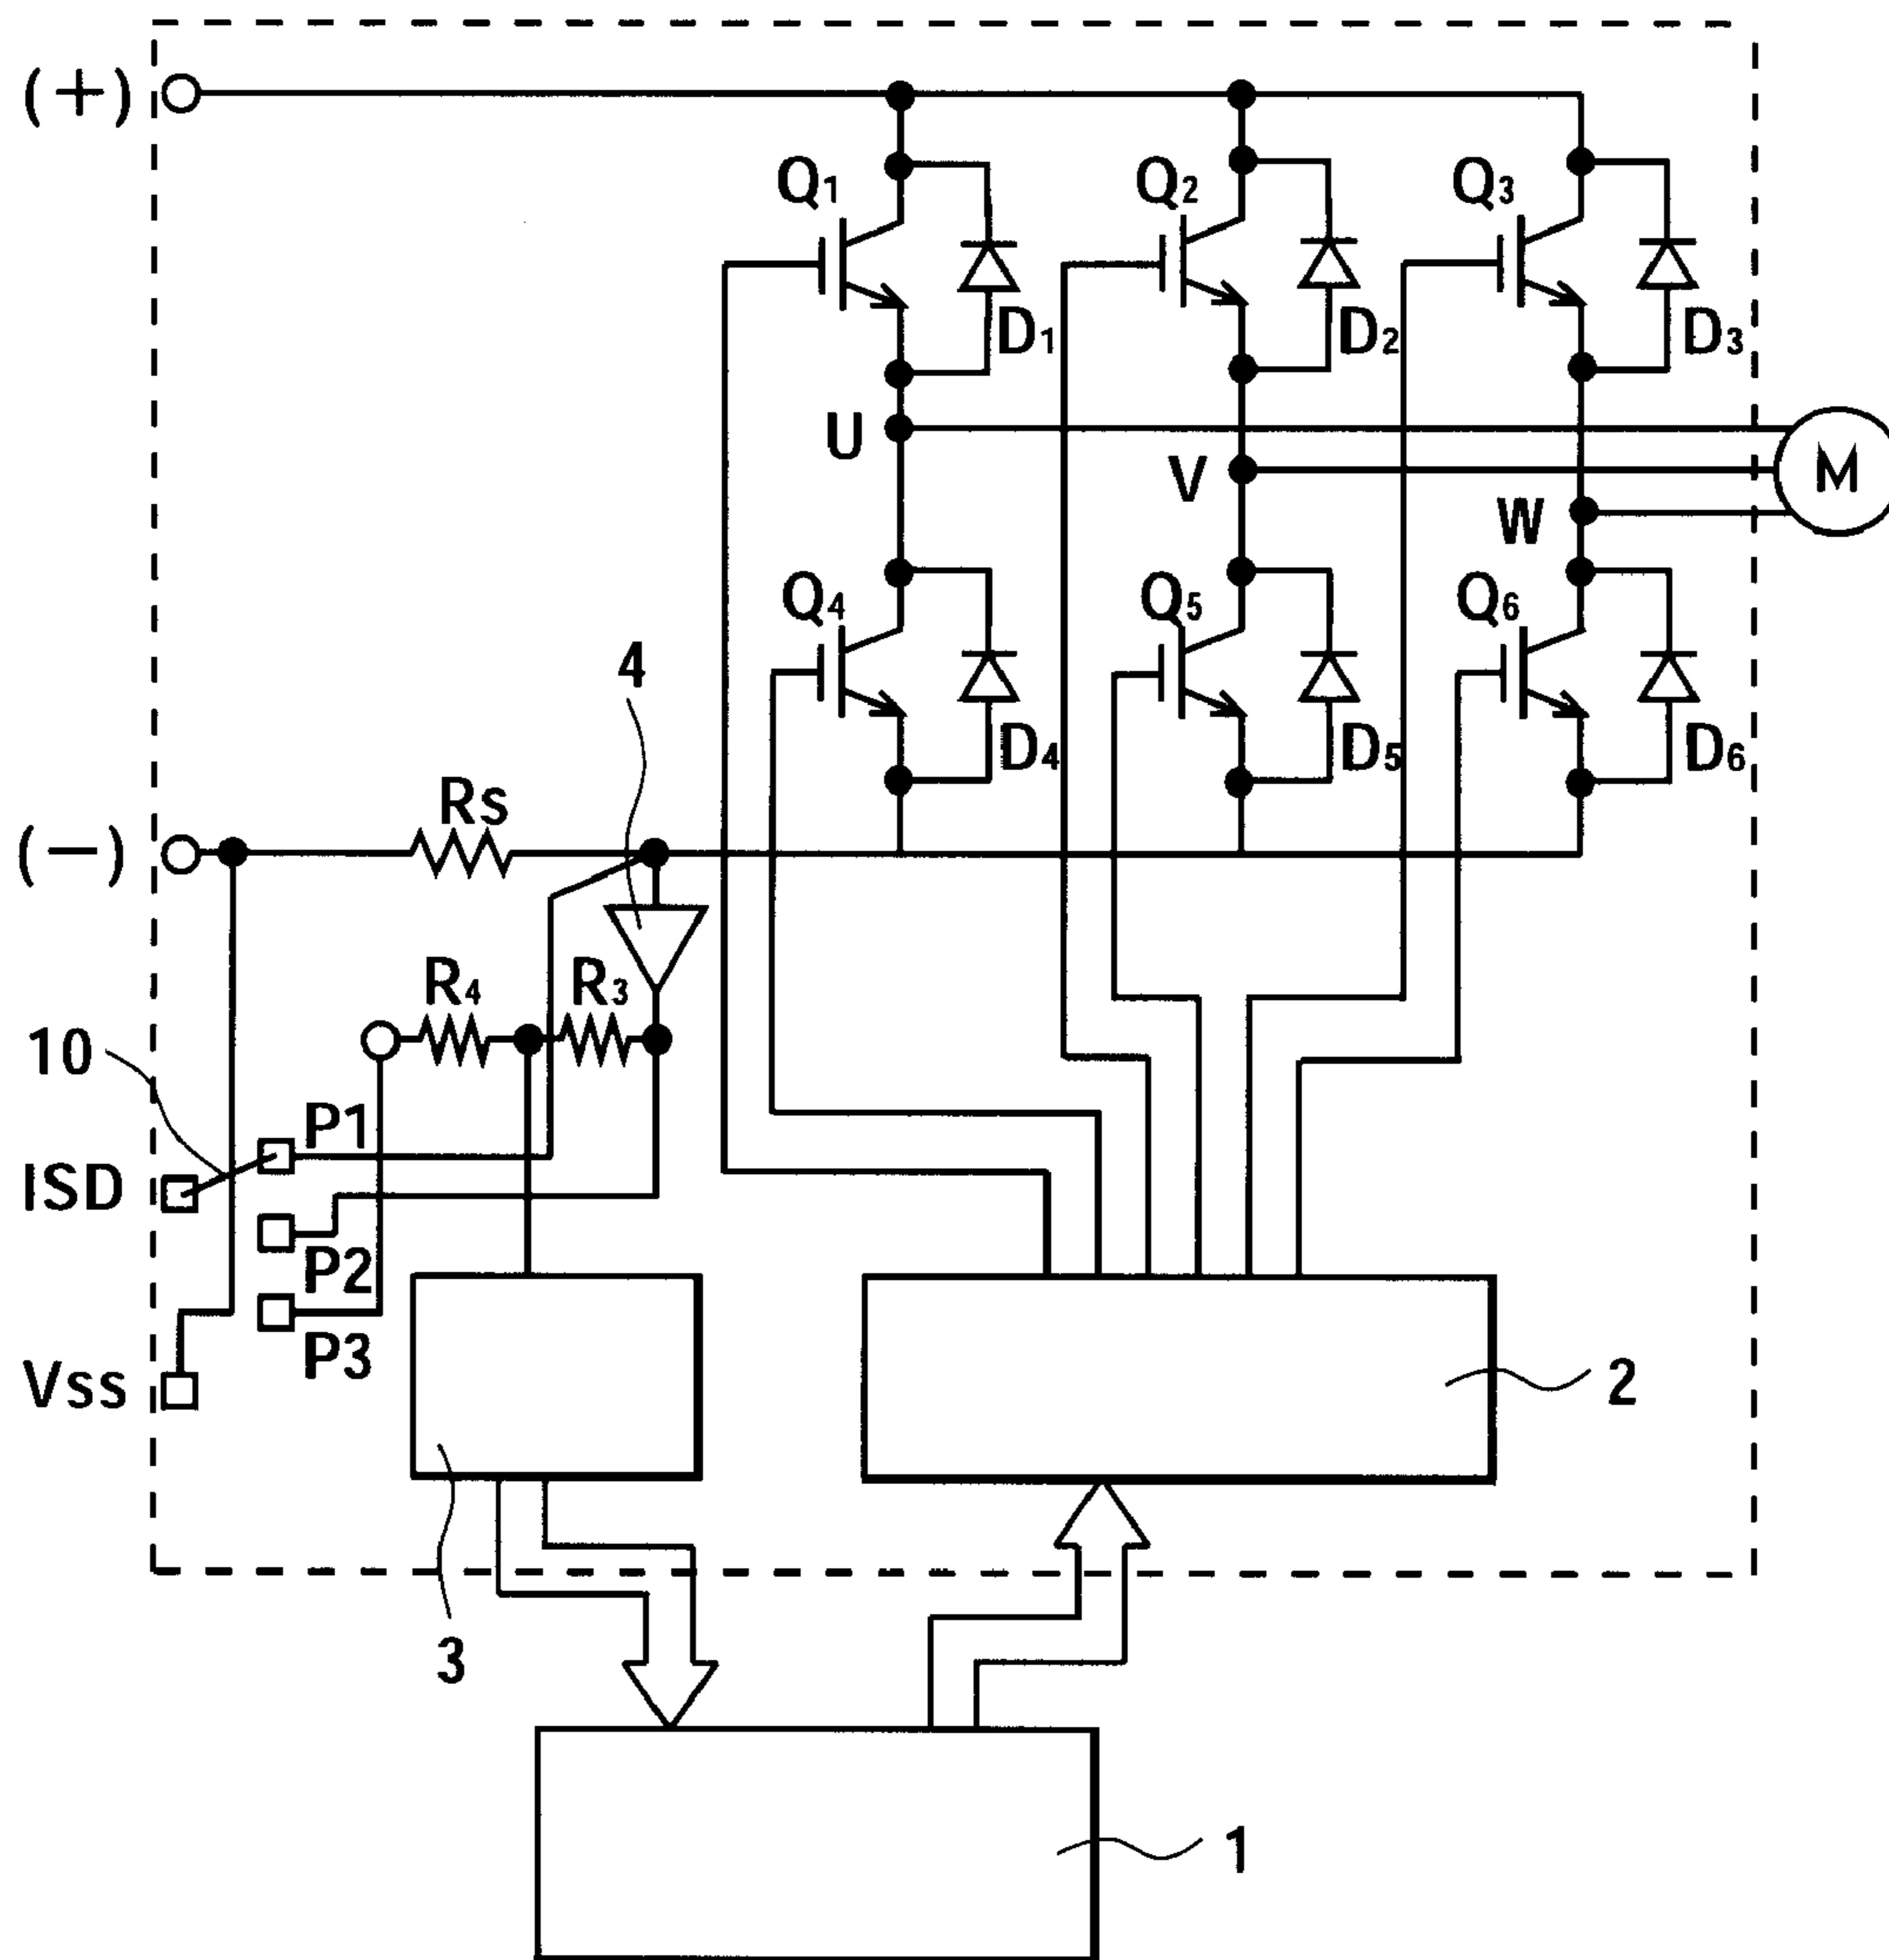 (+)
Q1
Q2
Q3
D1
D2
D3
U
V
M
W
Q4
Q5
Q6
4
D4
D5
D6
Rs
(−)
R4
R3
10
P1
ISD
P2
P3
Vss
2
3
1